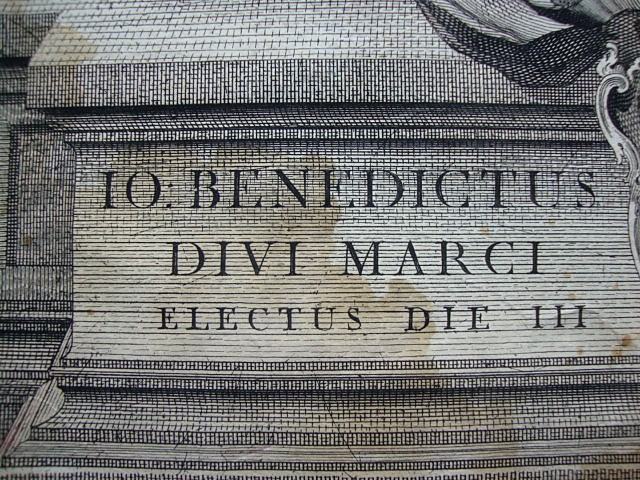 IO: BENEDICTUS
DIVI MARCI
ELECTUS DIE III